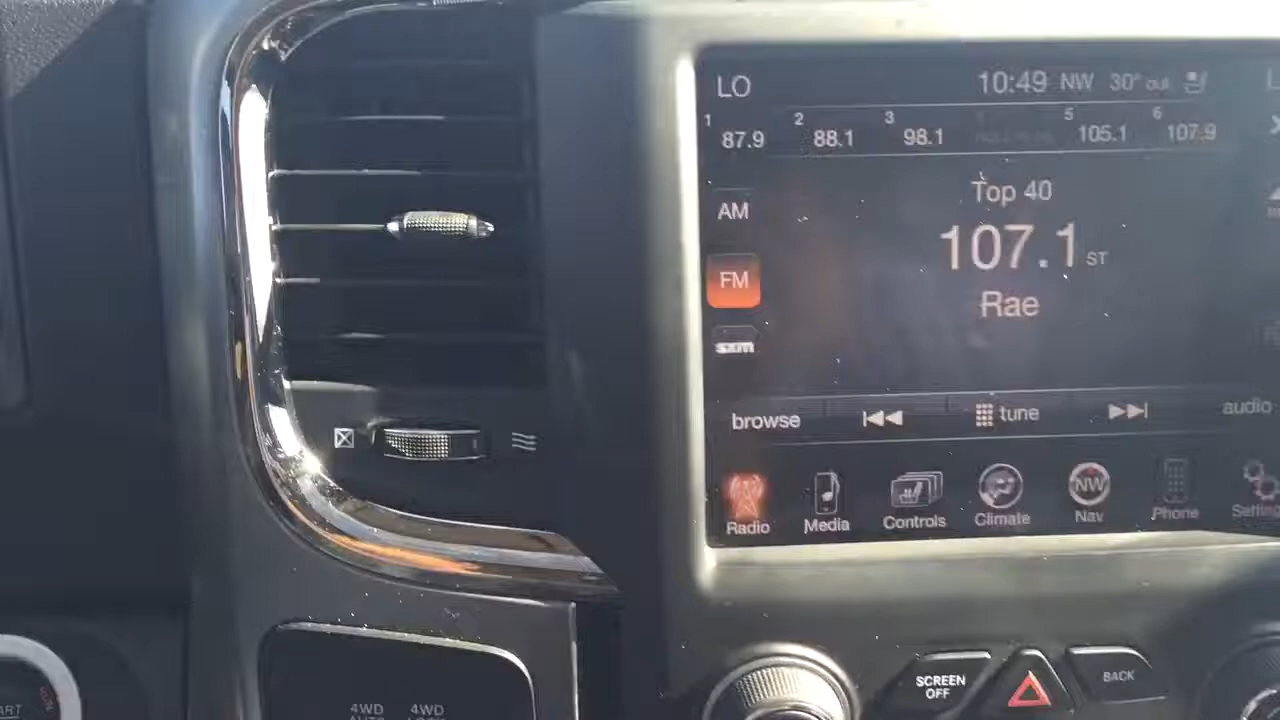 LO 10:49 NW 30° out
1 87.9 2 88.1 3 98.1 5 105.1 6 107.9
Top 40
AM
107.1 ST
FM
Rae
sxm
browse tune audio
NW
Radio Media Controls Climate Nav Phone
SCREEN OFF BACK
4WD 4WD